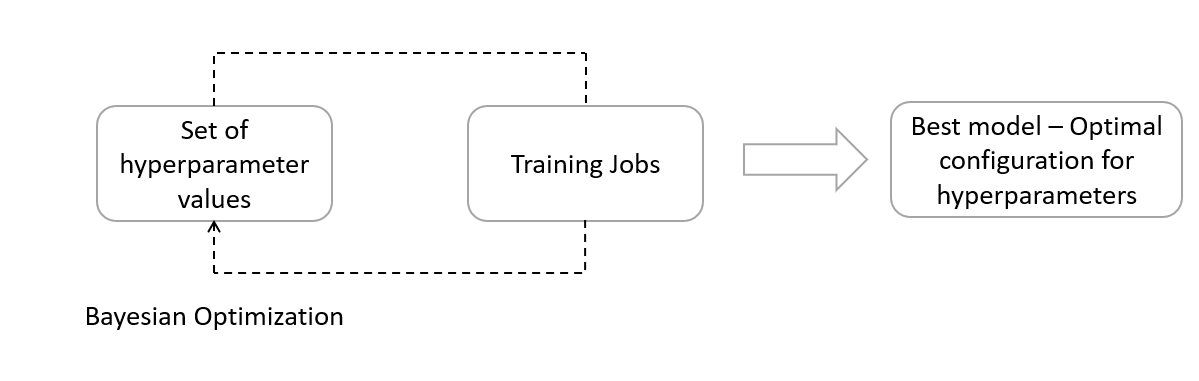 Set of
hyperparameter
values
Training Jobs
Best model – Optimal
configuration for
hyperparameters
Bayesian Optimization